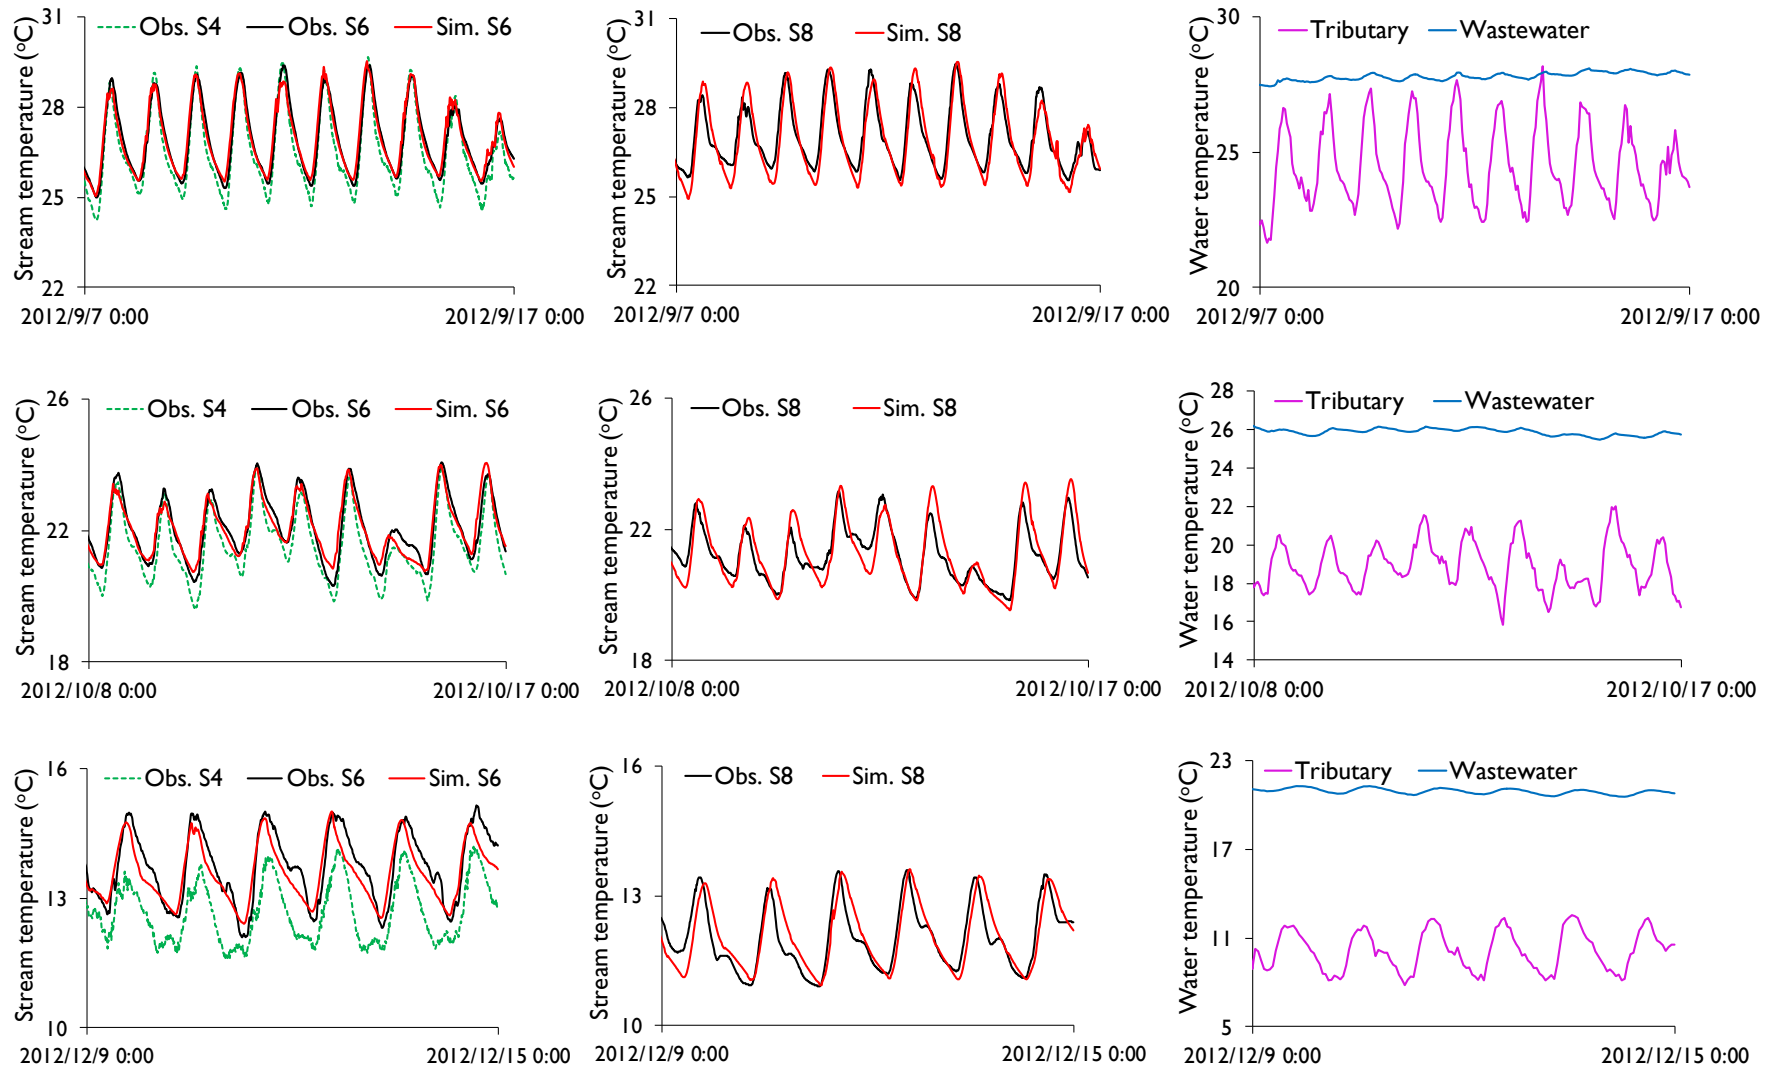 Stream temperature (°C)
31
28
25
22
Obs. S4
Obs. S6
Sim. S6
2012/9/7 0:00
2012/9/17 0:00
Stream temperature (°C)
31
28
25
22
Obs. S8
Sim. S8
2012/9/7 0:00
2012/9/17 0:00
Water temperature (°C)
30
25
20
Tributary
Wastewater
2012/9/7 0:00
2012/9/17 0:00
Stream temperature (°C)
26
22
18
Obs. S4
Obs. S6
Sim. S6
2012/10/8 0:00
2012/10/17 0:00
Stream temperature (°C)
26
22
18
Obs. S8
Sim. S8
2012/10/8 0:00
2012/10/17 0:00
Water temperature (°C)
28
26
24
22
20
18
16
14
Tributary
Wastewater
2012/10/8 0:00
2012/10/17 0:00
Stream temperature (°C)
16
13
10
Obs. S4
Obs. S6
Sim. S6
2012/12/9 0:00
2012/12/15 0:00
Stream temperature (°C)
16
13
10
Obs. S8
Sim. S8
2012/12/9 0:00
2012/12/15 0:00
Water temperature (°C)
23
17
11
5
Tributary
Wastewater
2012/12/9 0:00
2012/12/15 0:00